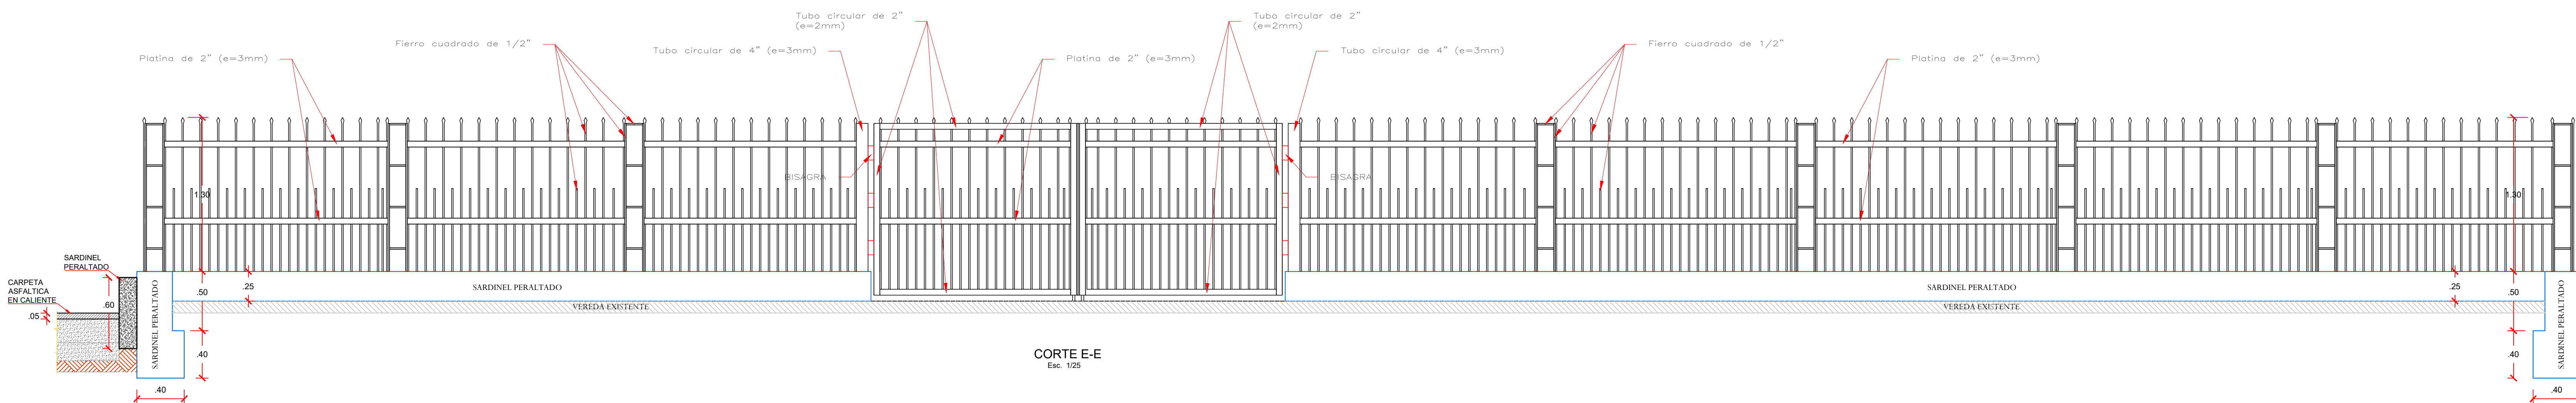 Tubo circular de 2"
(e=2mm)
Tubo circular de 2"
(e=2mm)
Fierro cuadrado de 1/2"
Tubo circular de 4" (e=3mm)
Tubo circular de 4" (e=3mm)
Fierro cuadrado de 1/2"
Platina de 2" (e=3mm)
Platina de 2" (e=3mm)
Platina de 2" (e=3mm)
BISAGRA
BISAGRA
1.30
1.30
SARDINEL
PERALTADO
CARPETA
ASFALTICA
EN CALIENTE
.05
.60
SARDINEL PERALTADO
.50
.25
SARDINEL PERALTADO
VEREDA EXISTENTE
SARDINEL PERALTADO
VEREDA EXISTENTE
.25
.50
SARDINEL PERALTADO
.40
.40
.40
.40
CORTE E-E
Esc. 1/25